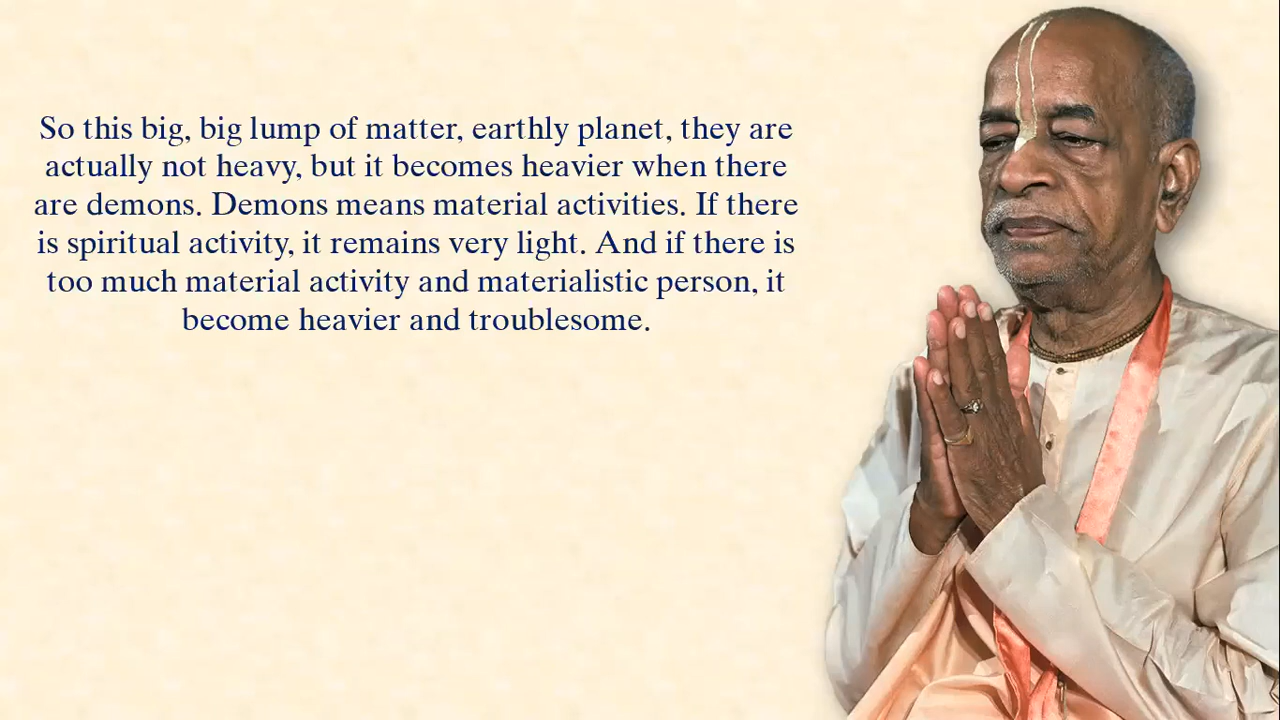 So this big, big lump of matter, earthly planet, they are
actually not heavy, but it becomes heavier when there
are demons. Demons means material activities. If there
is spiritual activity, it remains very light. And if there is
too much material activity and materialistic person, it
become heavier and troublesome.